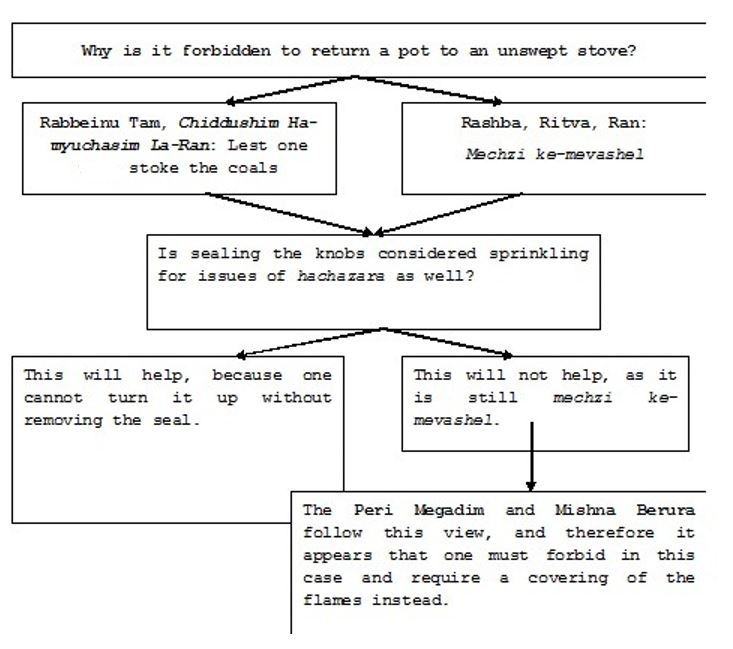 Why is it forbidden to return a pot to an unswept stove?
Rabbeinu Tam, Chiddushim Ha-
myuchasim La-Ran: Lest one
stoke the coals
Rashba, Ritva, Ran:
Mechzi ke-mevashel
Is sealing the knobs considered sprinkling
for issues of hachazara as well?
This will help, because one
cannot turn it up without
removing the seal.
This will not help, as it
is still mechzi ke-
mevashel.
The Peri Megadim and Mishna Berura
follow this view, and therefore it
appears that one must forbid in this
case and require a covering of the
flames instead.